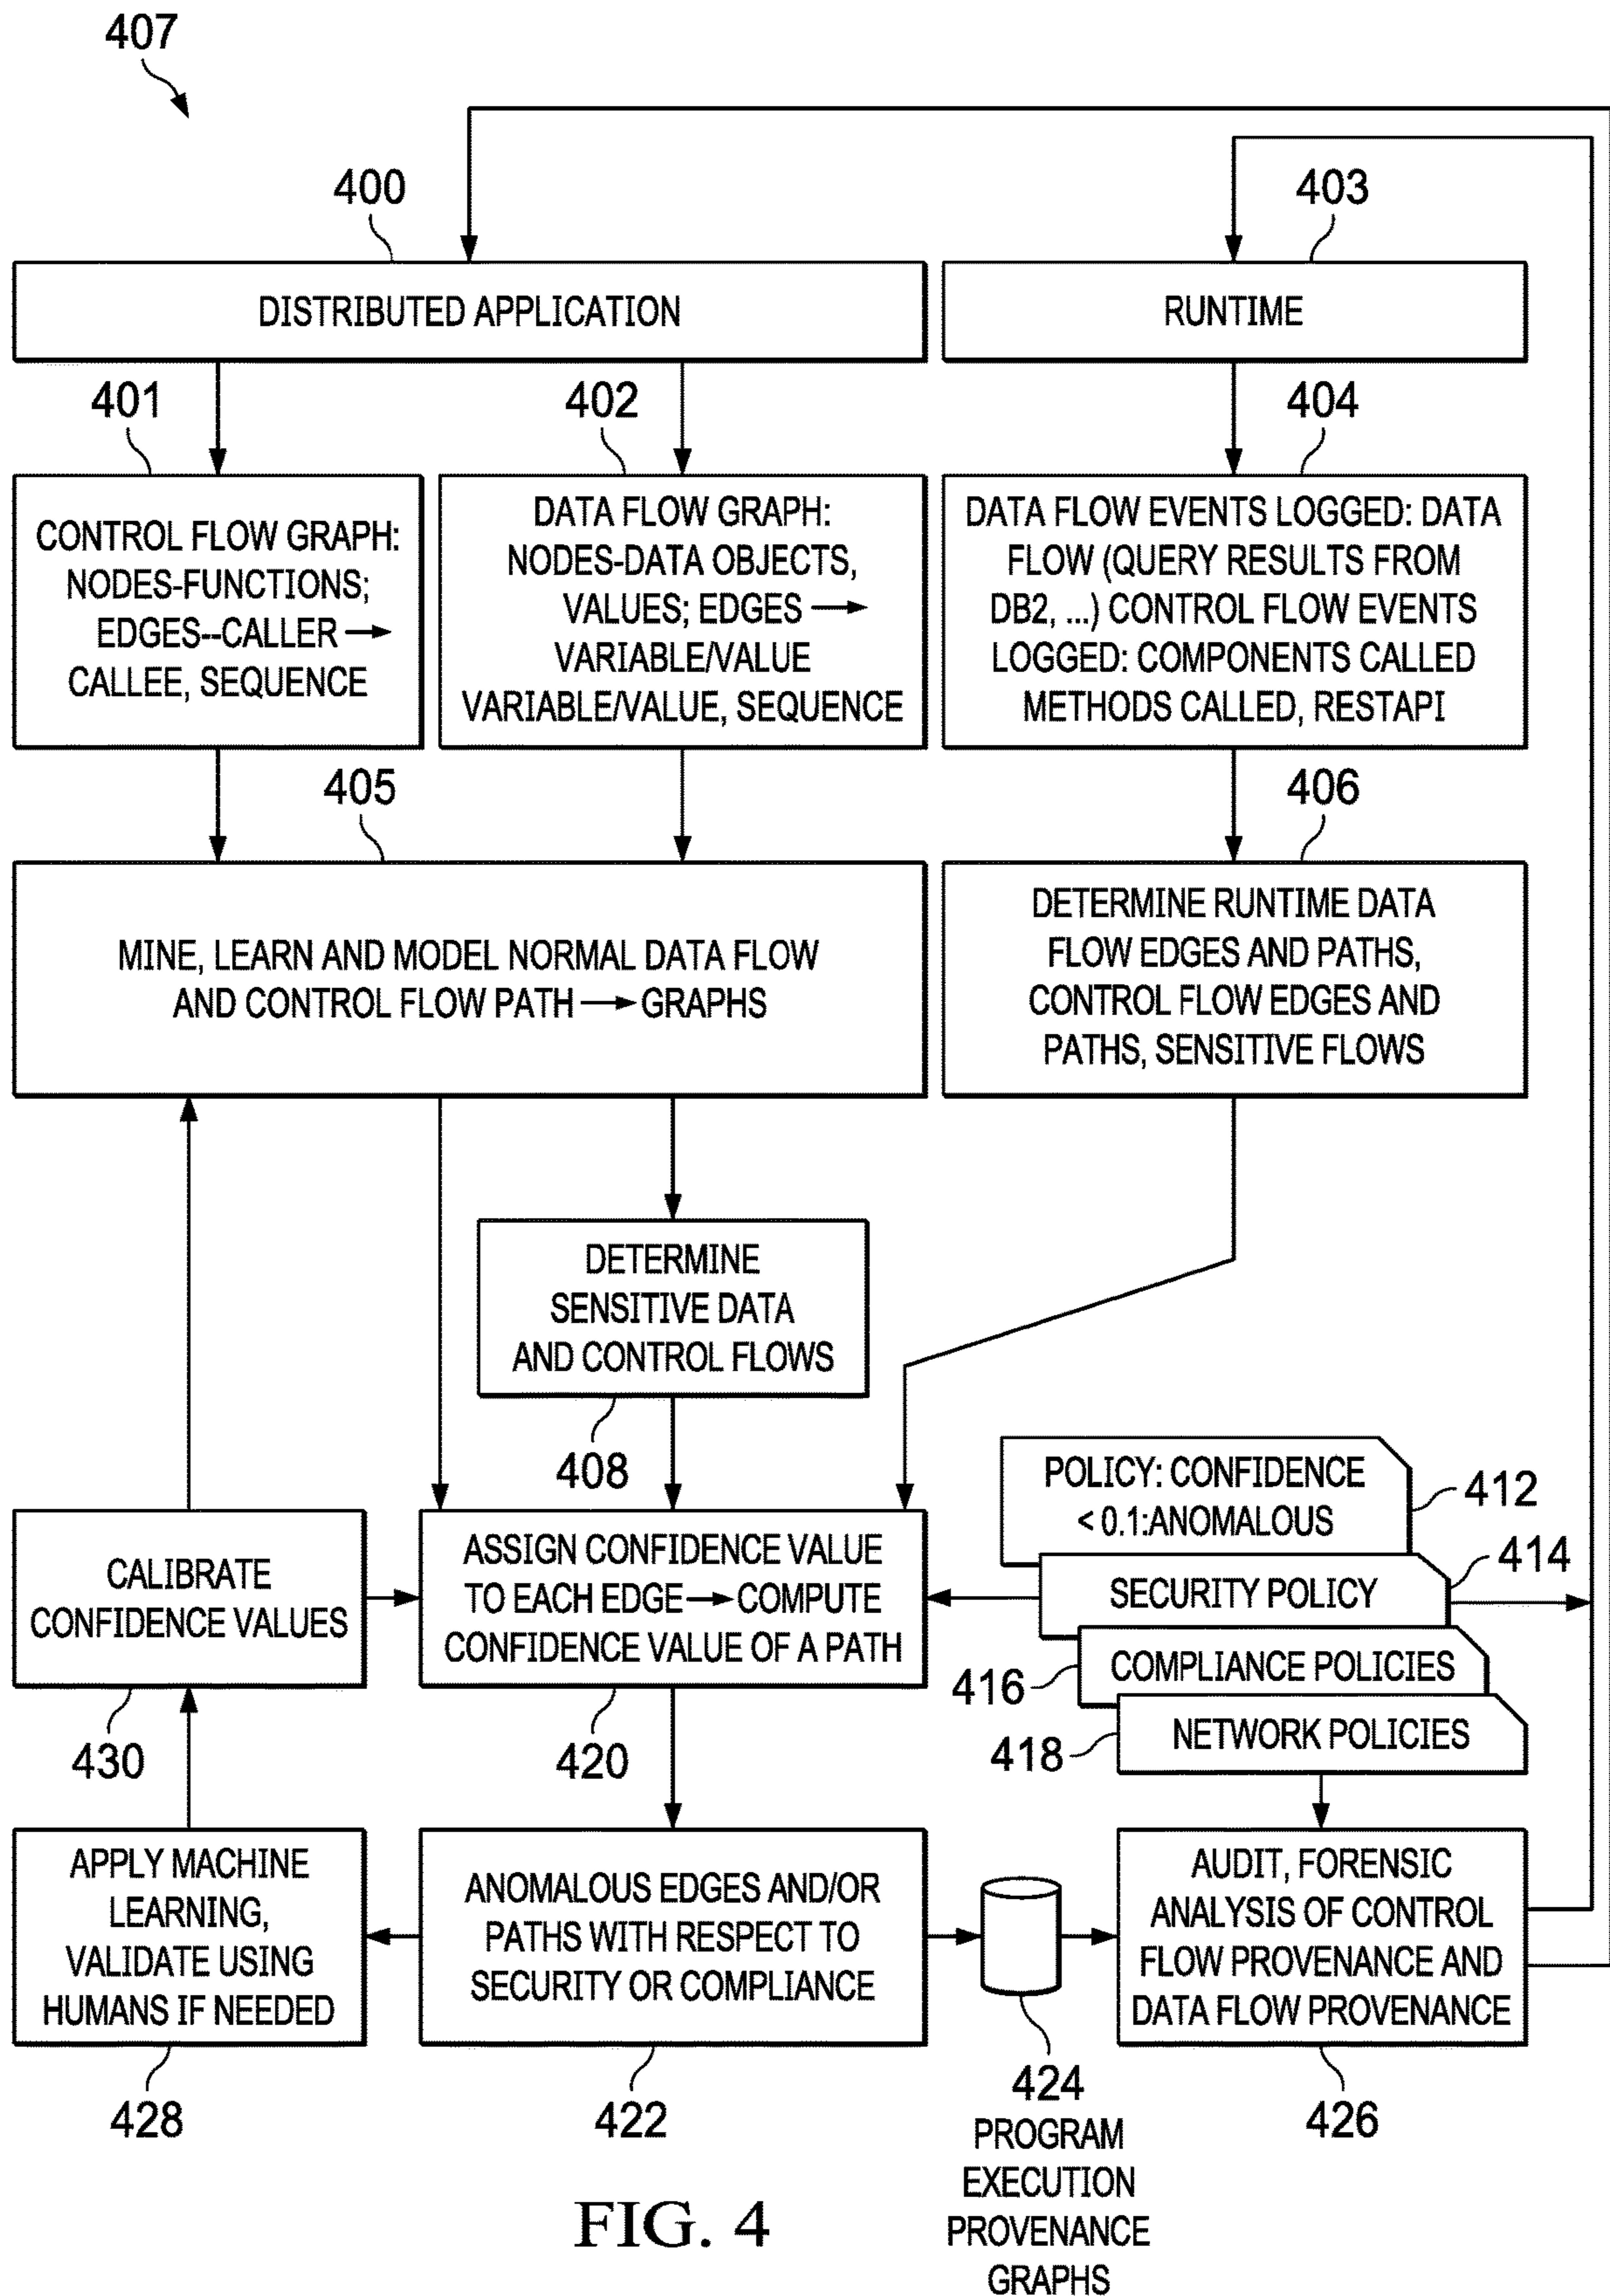 407
400
403
DISTRIBUTED APPLICATION
RUNTIME
401
402
404
CONTROL FLOW GRAPH:
NODES-FUNCTIONS;
EDGES--CALLER →
CALLEE, SEQUENCE
DATA FLOW GRAPH:
NODES-DATA OBJECTS,
VALUES; EDGES →
VARIABLE/VALUE
VARIABLE/VALUE, SEQUENCE
DATA FLOW EVENTS LOGGED: DATA
FLOW (QUERY RESULTS FROM
DB2, ...) CONTROL FLOW EVENTS
LOGGED: COMPONENTS CALLED
METHODS CALLED, RESTAPI
405
406
MINE, LEARN AND MODEL NORMAL DATA FLOW
AND CONTROL FLOW PATH → GRAPHS
DETERMINE RUNTIME DATA
FLOW EDGES AND PATHS,
CONTROL FLOW EDGES AND
PATHS, SENSITIVE FLOWS
DETERMINE
SENSITIVE DATA
AND CONTROL FLOWS
408
POLICY: CONFIDENCE
< 0.1:ANOMALOUS
412
CALIBRATE
CONFIDENCE VALUES
ASSIGN CONFIDENCE VALUE
TO EACH EDGE → COMPUTE
CONFIDENCE VALUE OF A PATH
SECURITY POLICY
414
COMPLIANCE POLICIES
416
NETWORK POLICIES
418
430
420
APPLY MACHINE
LEARNING,
VALIDATE USING
HUMANS IF NEEDED
ANOMALOUS EDGES AND/OR
PATHS WITH RESPECT TO
SECURITY OR COMPLIANCE
AUDIT, FORENSIC
ANALYSIS OF CONTROL
FLOW PROVENANCE AND
DATA FLOW PROVENANCE
428
422
424
PROGRAM
EXECUTION
PROVENANCE
GRAPHS
426
FIG. 4